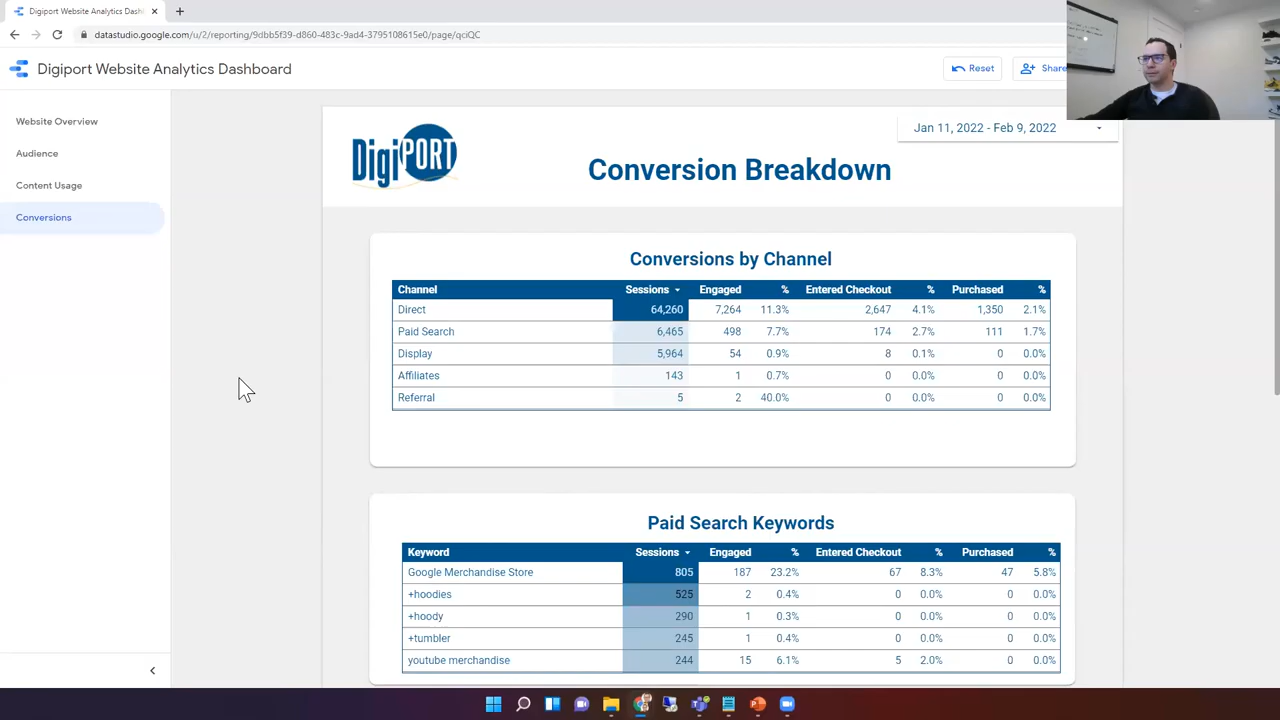 Digiport Website Analytics Dash
datastudio.google.com/u/2/reporting/9dbb5f39-d860-483c-9ad4-3795108615e0/page/qciQC
Digiport Website Analytics Dashboard
Reset
Share
Website Overview
Audience
Content Usage
Conversions
DigiPORT
Jan 11, 2022 - Feb 9, 2022
Conversion Breakdown
Conversions by Channel
Channel Sessions Engaged % Entered Checkout % Purchased %
Direct 64,260 7,264 11.3% 2,647 4.1% 1,350 2.1%
Paid Search 6,465 498 7.7% 174 2.7% 111 1.7%
Display 5,964 54 0.9% 8 0.1% 0 0.0%
Affiliates 143 1 0.7% 0 0.0% 0 0.0%
Referral 5 2 40.0% 0 0.0% 0 0.0%
Paid Search Keywords
Keyword Sessions Engaged % Entered Checkout % Purchased %
Google Merchandise Store 805 187 23.2% 67 8.3% 47 5.8%
+hoodies 525 2 0.4% 0 0.0% 0 0.0%
+hoody 290 1 0.3% 0 0.0% 0 0.0%
+tumbler 245 1 0.4% 0 0.0% 0 0.0%
youtube merchandise 244 15 6.1% 5 2.0% 0 0.0%